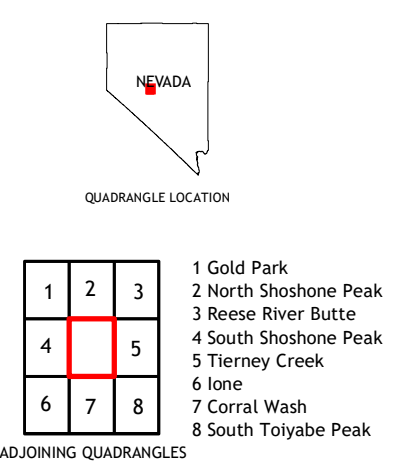 NEVADA
QUADRANGLE LOCATION
1 2 3
4 5
6 7 8
1 Gold Park
2 North Shoshone Peak
3 Reese River Butte
4 South Shoshone Peak
5 Tierney Creek
6 Ione
7 Corral Wash
8 South Toiyabe Peak
ADJOINING QUADRANGLES